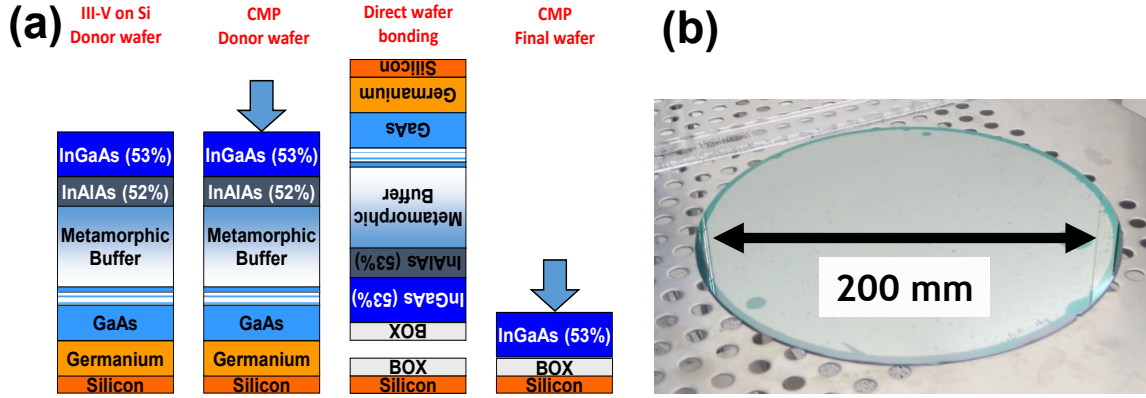 (a)
III-V on Si
Donor wafer
InGaAs (53%)
InAlAs (52%)
Metamorphic
Buffer
GaAs
Germanium
Silicon
CMP
Donor wafer
InGaAs (53%)
InAlAs (52%)
Metamorphic
Buffer
GaAs
Germanium
Silicon
Direct wafer
bonding
Silicon
Germanium
GaAs
Metamorphic
Buffer
InAlAs (53%)
InGaAs (53%)
BOX
BOX
Silicon
CMP
Final wafer
InGaAs (53%)
BOX
Silicon
(b)
200 mm